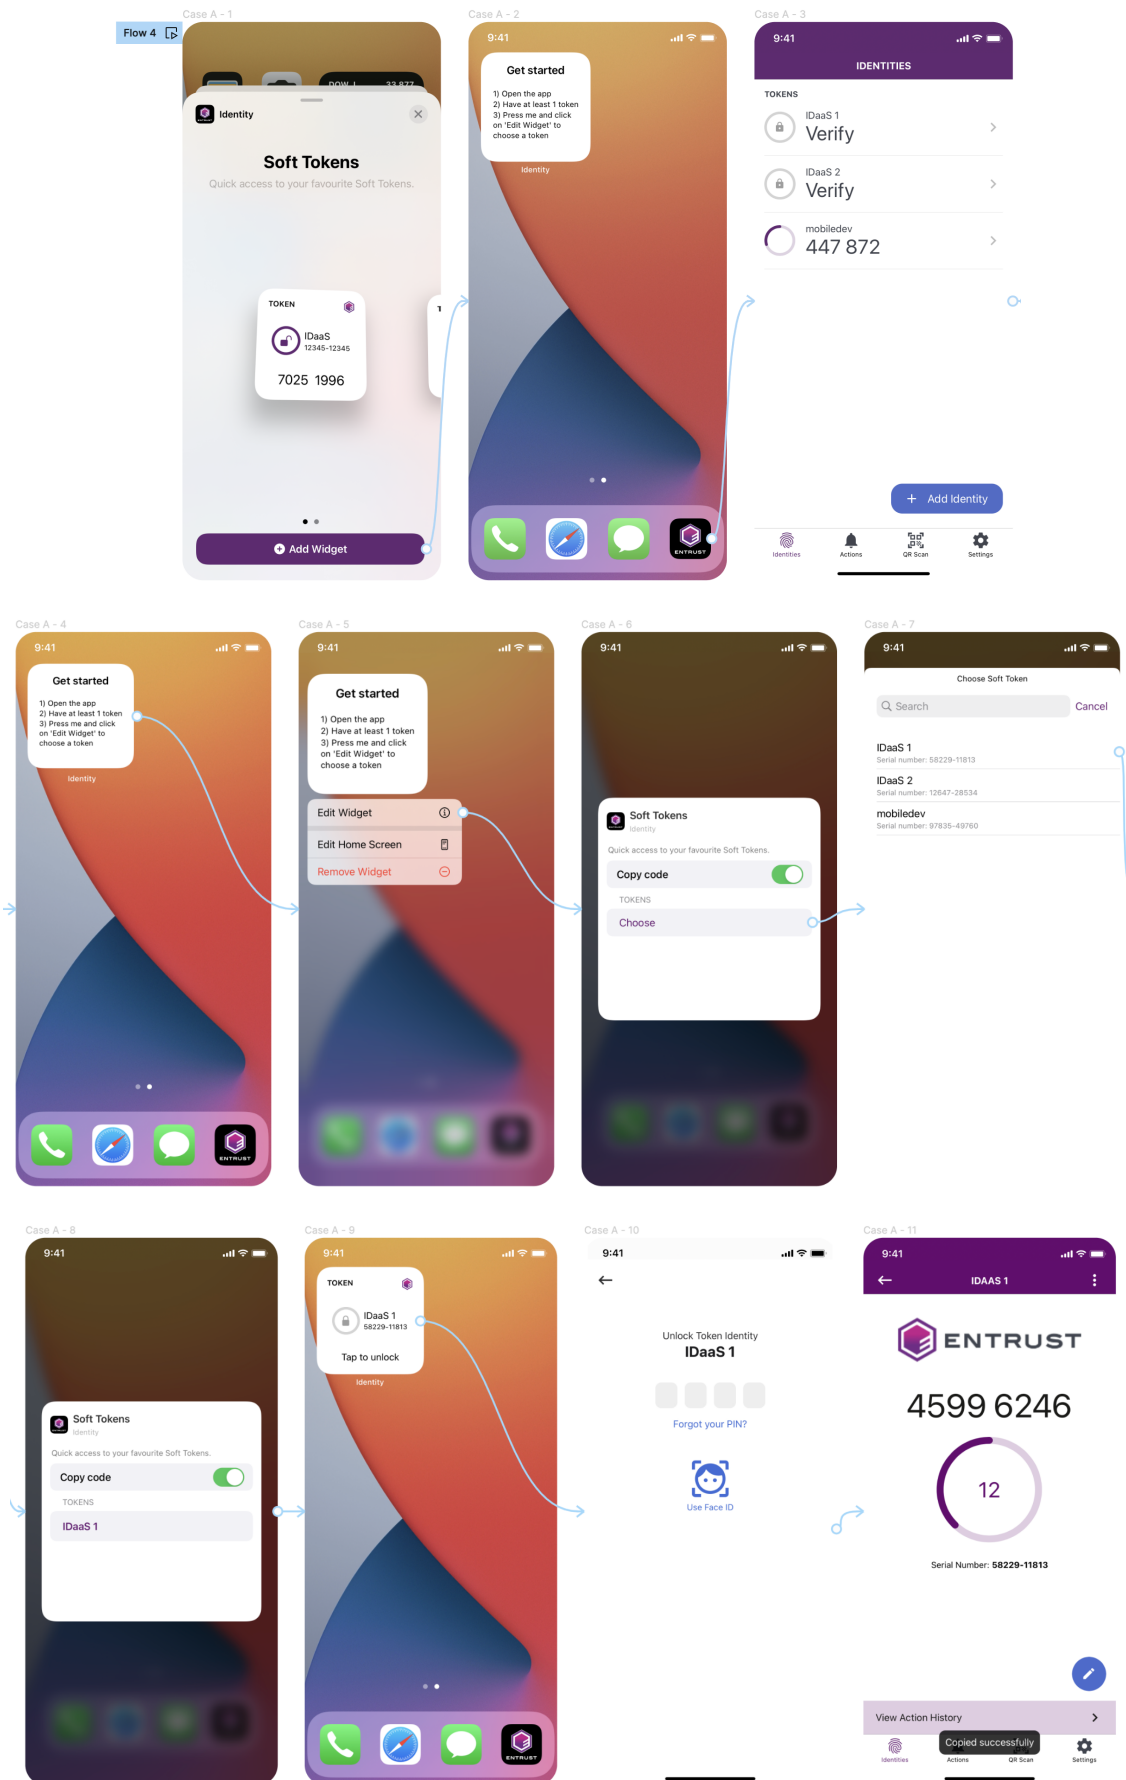 Flow 4
Case A - 1
DOW J 33,877
Identity
Soft Tokens
Quick access to your favourite Soft Tokens.
TOKEN
IDaaS
12345-12345
7025 1996
T
Add Widget
Case A - 2
9:41
Get started
1) Open the app
2) Have at least 1 token
3) Press me and click
on 'Edit Widget' to
choose a token
Identity
ENTRUST
Case A - 3
9:41
IDENTITIES
TOKENS
IDaaS 1
Verify
IDaaS 2
Verify
mobiledev
447 872
+ Add Identity
Identities
Actions
QR Scan
Settings
Case A - 4
9:41
Get started
1) Open the app
2) Have at least 1 token
3) Press me and click
on 'Edit Widget' to
choose a token
Identity
ENTRUST
Case A - 5
9:41
Get started
1) Open the app
2) Have at least 1 token
3) Press me and click
on 'Edit Widget' to
choose a token
Edit Widget
Edit Home Screen
Remove Widget
Case A - 6
9:41
Soft Tokens
Identity
Quick access to your favourite Soft Tokens.
Copy code
TOKENS
Choose
Case A - 7
9:41
Choose Soft Token
Search
Cancel
IDaaS 1
Serial number: 58229-11813
IDaaS 2
Serial number: 12647-28534
mobiledev
Serial number: 97835-49760
Case A - 8
9:41
Soft Tokens
Identity
Quick access to your favourite Soft Tokens.
Copy code
TOKENS
IDaaS 1
Case A - 9
9:41
TOKEN
IDaaS 1
58229-11813
Tap to unlock
Identity
ENTRUST
Case A - 10
9:41
Unlock Token Identity
IDaaS 1
Forgot your PIN?
Use Face ID
Case A - 11
9:41
IDAAS 1
ENTRUST
4599 6246
12
Serial Number: 58229-11813
View Action History
Copied successfully
Identities
Actions
QR Scan
Settings